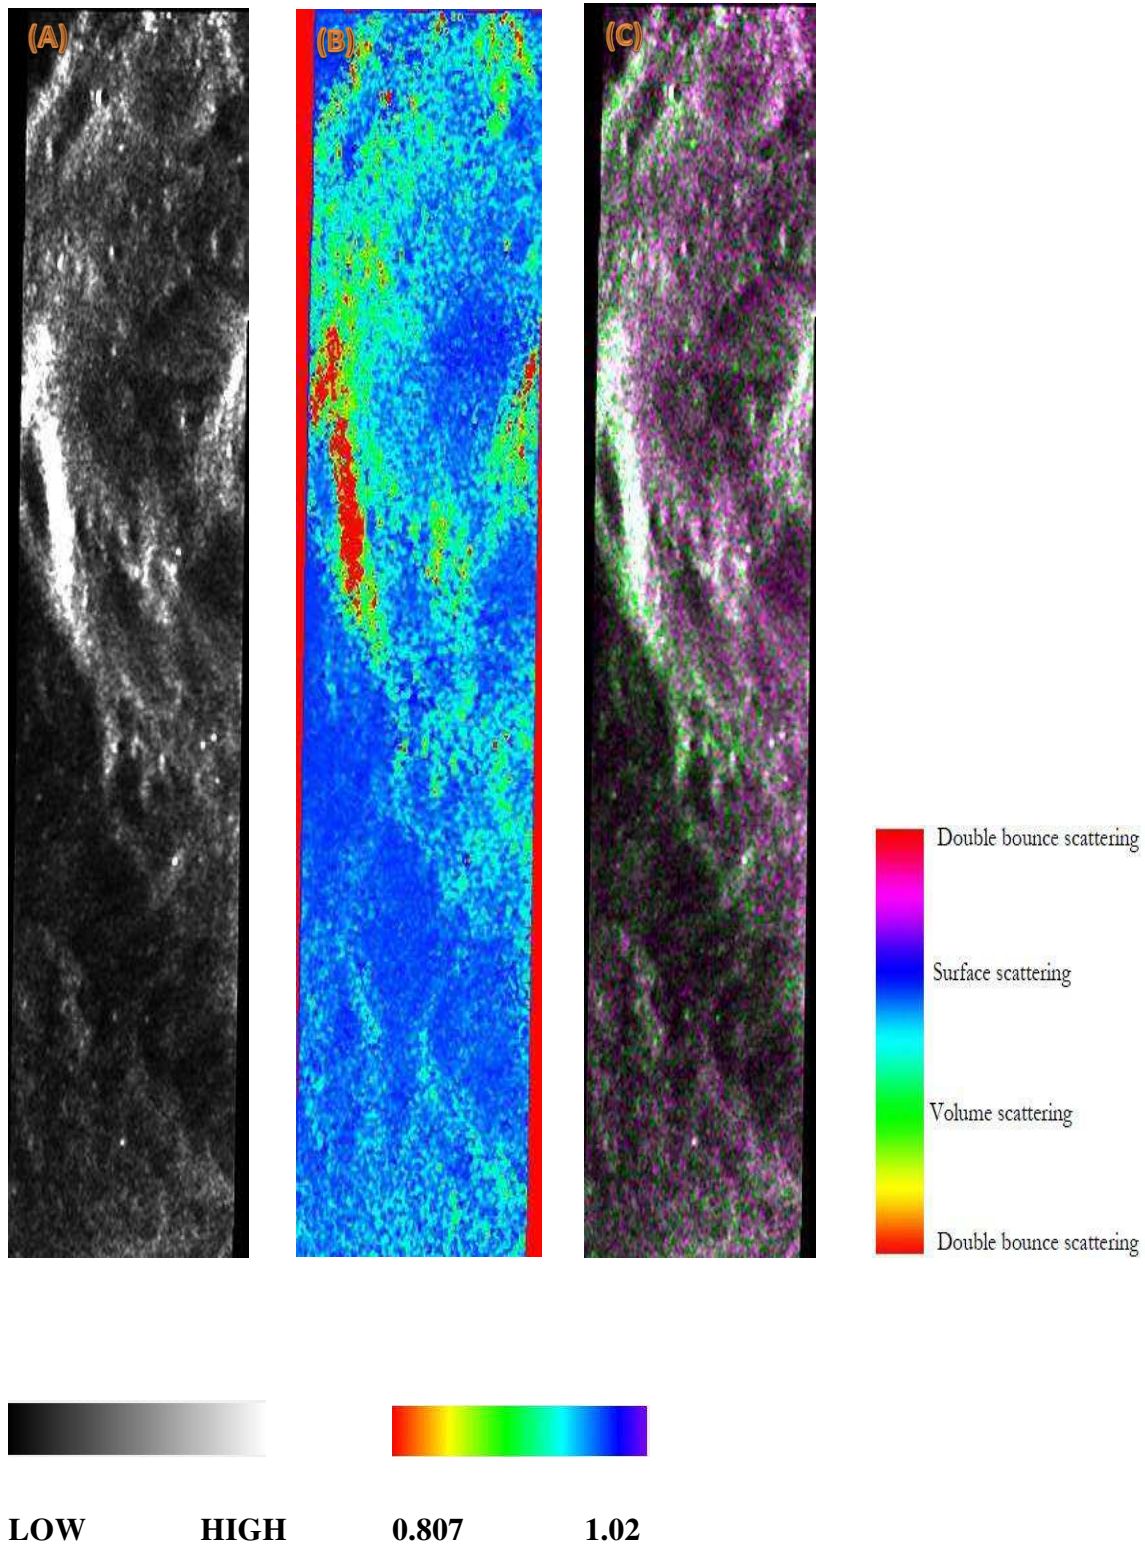 (A)
(B)
(C)
Double bounce scattering
Surface scattering
Volume scattering
Double bounce scattering
LOW HIGH 0.807 1.02